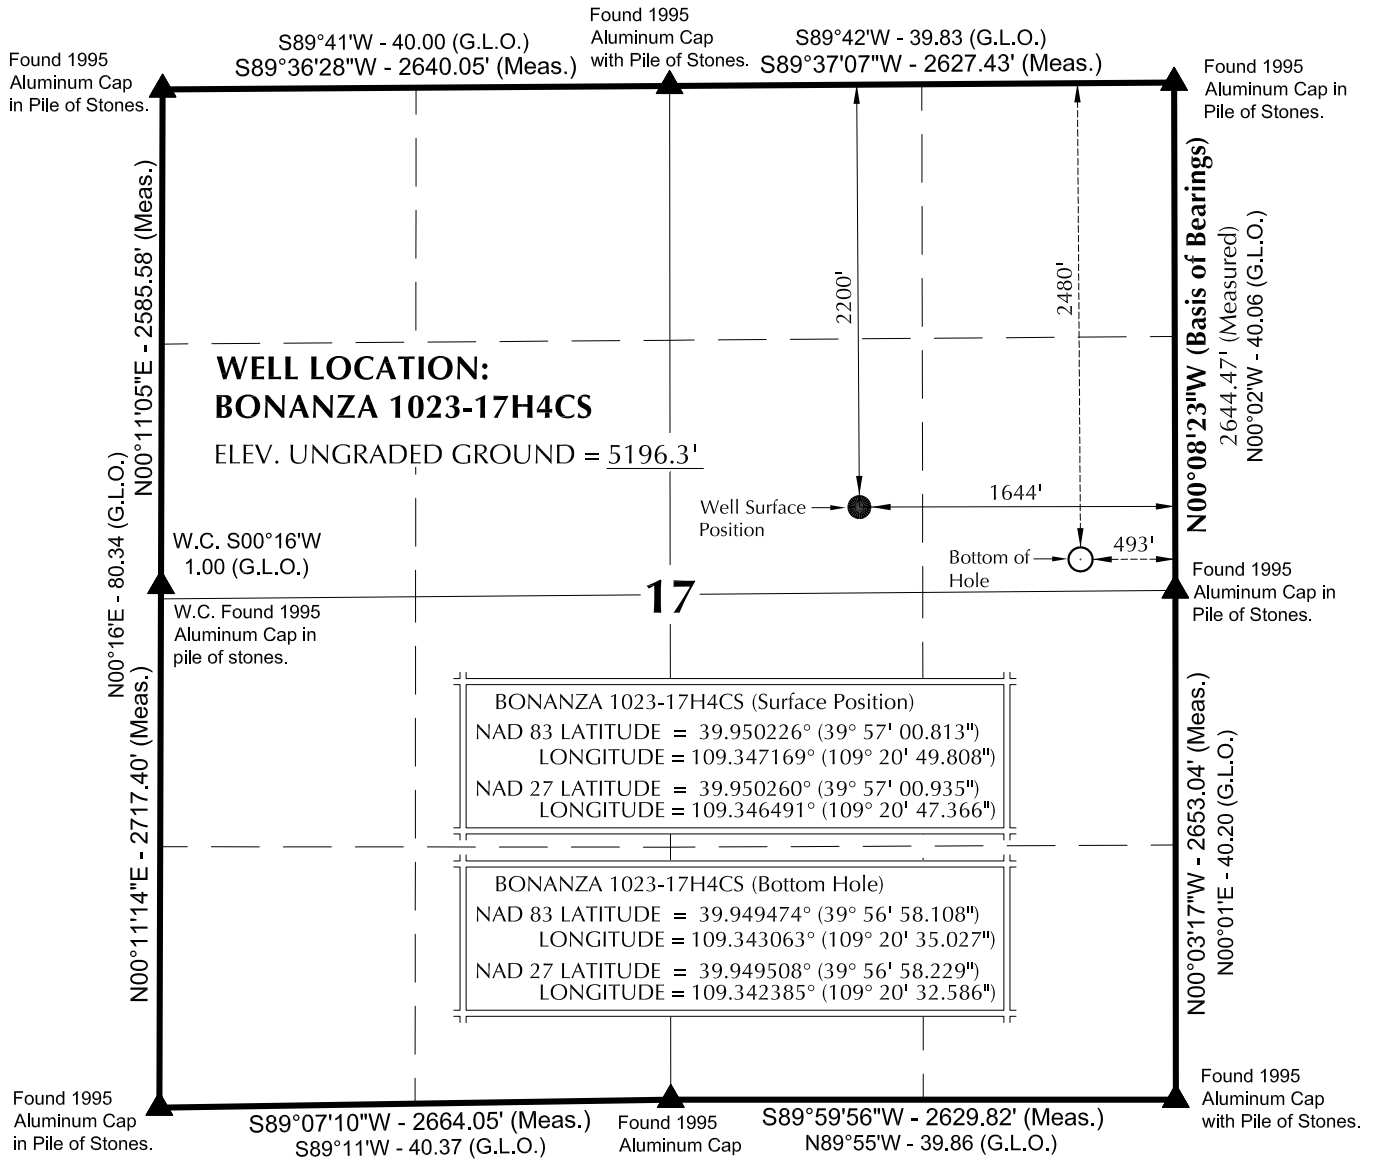 Found 1995
Aluminum Cap
in Pile of Stones.
S89°41'W - 40.00 (G.L.O.)
S89°36'28"W - 2640.05' (Meas.)
Found 1995
Aluminum Cap
with Pile of Stones.
S89°42'W - 39.83 (G.L.O.)
S89°37'07"W - 2627.43' (Meas.)
Found 1995
Aluminum Cap in
Pile of Stones.
N00°11'05"E - 2585.58' (Meas.)
N00°16'E - 80.34 (G.L.O.)
2200'
2480'
N00°08'23"W (Basis of Bearings)
2644.47' (Measured)
N00°02'W - 40.06 (G.L.O.)
WELL LOCATION:
BONANZA 1023-17H4CS
ELEV. UNGRADED GROUND = 5196.3'
Well Surface
Position
1644'
Bottom of
Hole
493'
W.C. S00°16'W
1.00 (G.L.O.)
W.C. Found 1995
Aluminum Cap in
pile of stones.
17
Found 1995
Aluminum Cap in
Pile of Stones.
N00°11'14"E - 2717.40' (Meas.)
BONANZA 1023-17H4CS (Surface Position)
NAD 83 LATITUDE = 39.950226° (39° 57' 00.813")
LONGITUDE = 109.347169° (109° 20' 49.808")
NAD 27 LATITUDE = 39.950260° (39° 57' 00.935")
LONGITUDE = 109.346491° (109° 20' 47.366")
BONANZA 1023-17H4CS (Bottom Hole)
NAD 83 LATITUDE = 39.949474° (39° 56' 58.108")
LONGITUDE = 109.343063° (109° 20' 35.027")
NAD 27 LATITUDE = 39.949508° (39° 56' 58.229")
LONGITUDE = 109.342385° (109° 20' 32.586")
N00°03'17"W - 2653.04' (Meas.)
N00°01'E - 40.20 (G.L.O.)
Found 1995
Aluminum Cap
in Pile of Stones.
S89°07'10"W - 2664.05' (Meas.)
S89°11'W - 40.37 (G.L.O.)
Found 1995
Aluminum Cap
S89°59'56"W - 2629.82' (Meas.)
N89°55'W - 39.86 (G.L.O.)
Found 1995
Aluminum Cap
with Pile of Stones.